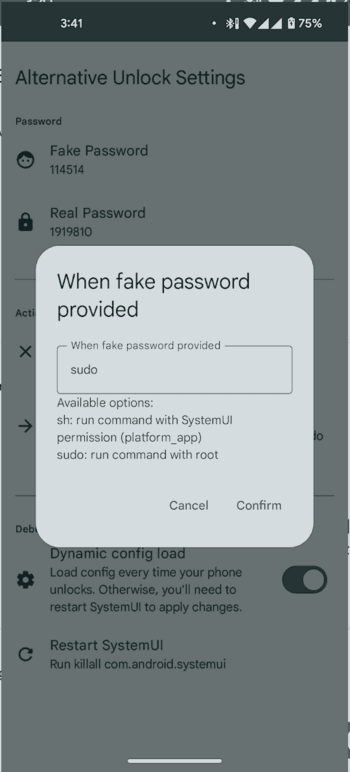 3:41
75%
Alternative Unlock Settings
Password
Fake Password
114514
Real Password
1919810
When fake password
provided
When fake password provided
sudo
Available options:
sh: run command with SystemUI
permission (platform_app)
sudo: run command with root
Cancel
Confirm
Dynamic config load
Load config every time your phone
unlocks. Otherwise, you'll need to
restart SystemUI to apply changes.
Restart SystemUI
Run killall com.android.systemui